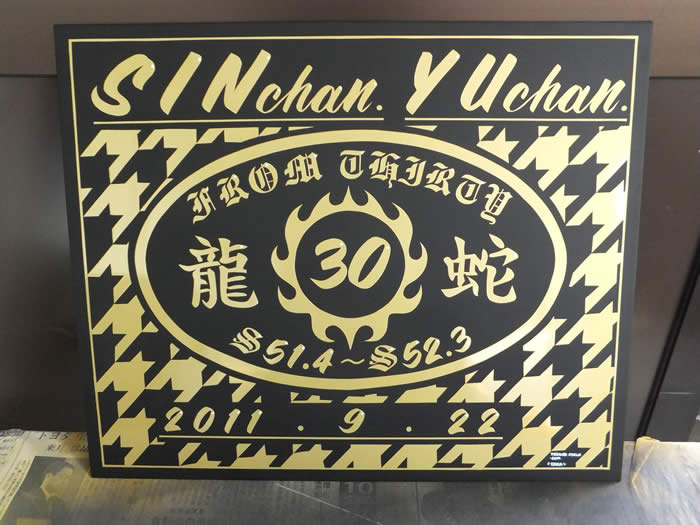 SINchan. YUchan.
FROM THIRTY
龍 30 蛇
S51.4~S52.3
2011.9.22